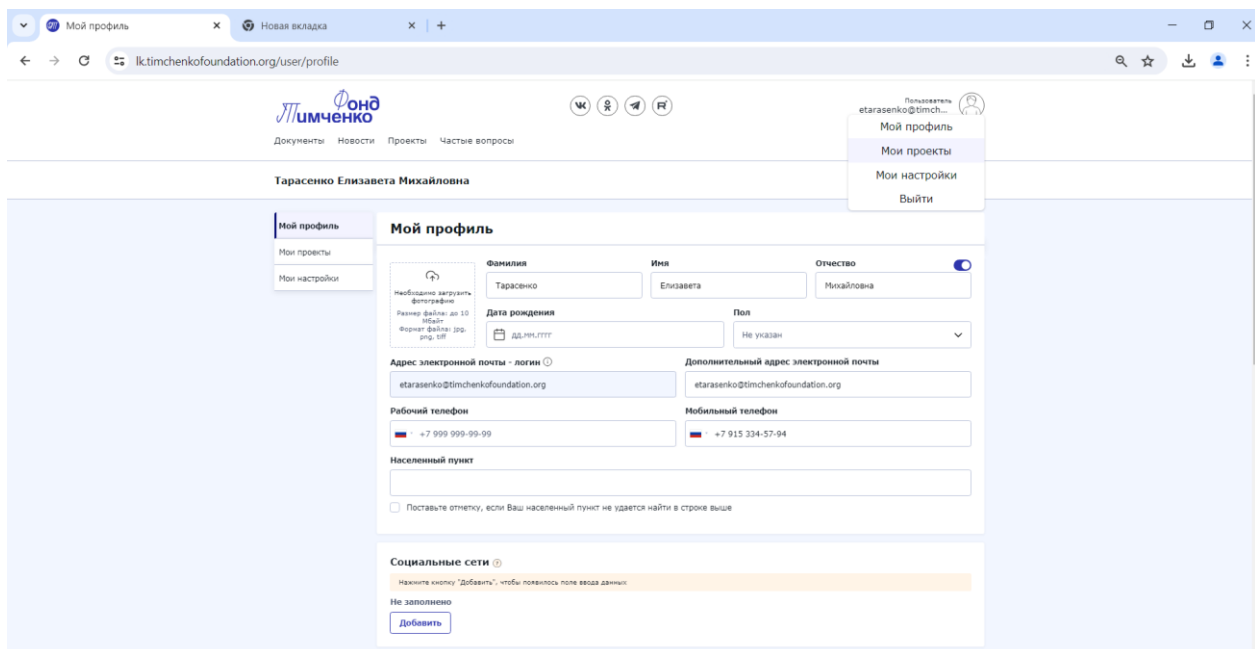 Мой профиль
Новая вкладка
lk.timchenkofoundation.org/user/profile
Фонд
Тимченко
Пользователь
etarasenko@timch...
Документы Новости Проекты Частые вопросы
Мой профиль
Мои проекты
Мои настройки
Выйти
Тарасенко Елизавета Михайловна
Мой профиль
Мои проекты
Мои настройки
Мой профиль
Необходимо загрузить
фотографию
Размер файла: до 10
Мбайт
Формат файла: jpg,
png, tiff
Фамилия Имя Отчество
Тарасенко Елизавета Михайловна
Дата рождения Пол
дд.мм.гггг Не указан
Адрес электронной почты - логин Дополнительный адрес электронной почты
etarasenko@timchenkofoundation.org etarasenko@timchenkofoundation.org
Рабочий телефон Мобильный телефон
+7 999 999-99-99 +7 915 334-57-94
Населенный пункт
Поставьте отметку, если Ваш населенный пункт не удается найти в строке выше
Социальные сети
Нажмите кнопку "Добавить", чтобы появилось поле ввода данных
Не заполнено
Добавить